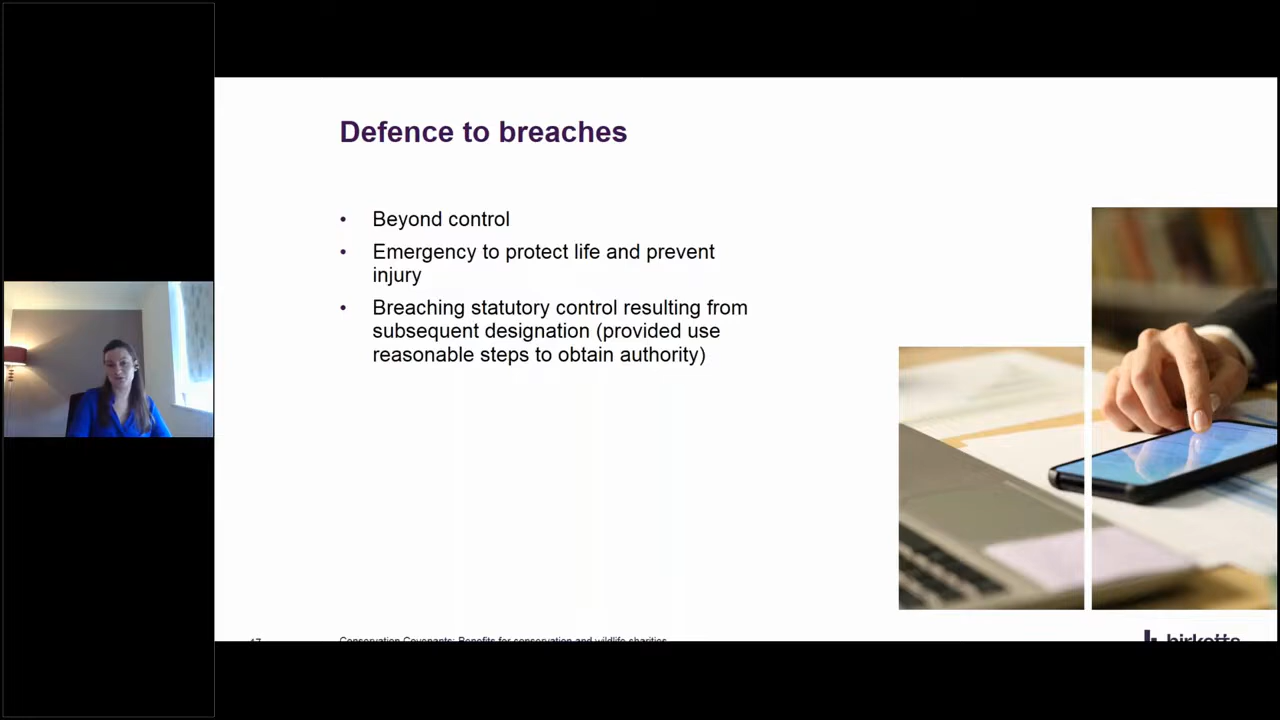 Defence to breaches
• Beyond control
• Emergency to protect life and prevent
injury
• Breaching statutory control resulting from
subsequent designation (provided use
reasonable steps to obtain authority)
17
Conservation Covenants: Benefits for conservation and wildlife charities
birketts